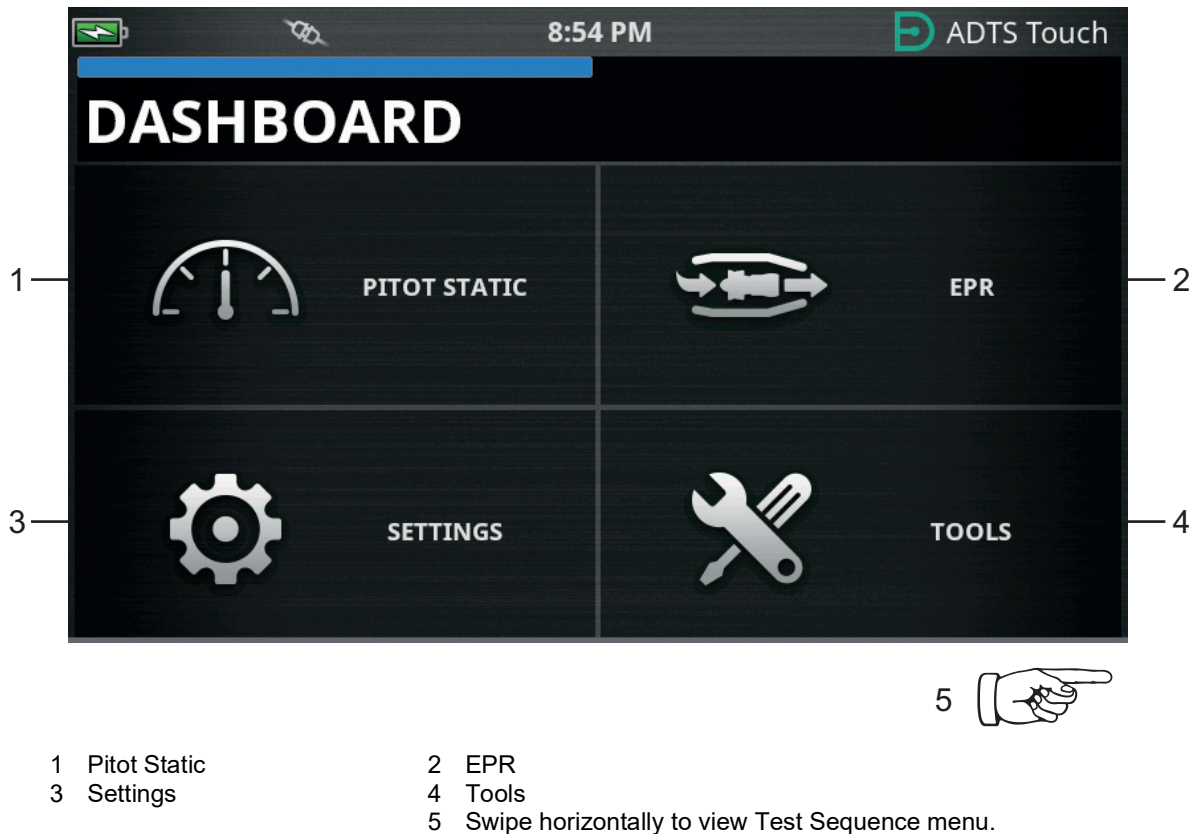 8:54 PM ADTS Touch
DASHBOARD
1 PITOT STATIC EPR 2
3 SETTINGS TOOLS 4
5
1 Pitot Static 2 EPR
3 Settings 4 Tools
5 Swipe horizontally to view Test Sequence menu.